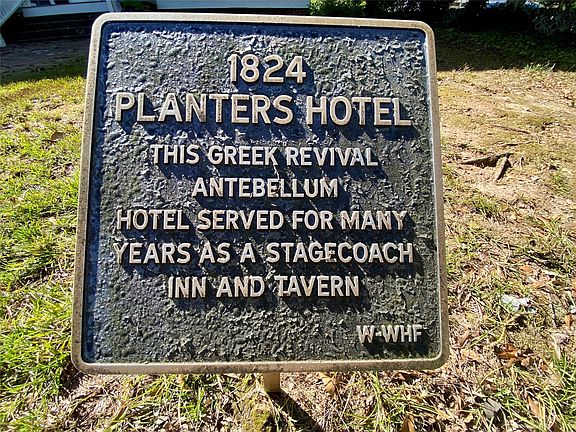 1824
PLANTERS HOTEL
THIS GREEK REVIVAL
ANTEBELLUM
HOTEL SERVED FOR MANY
YEARS AS A STAGECOACH
INN AND TAVERN
W-WHF